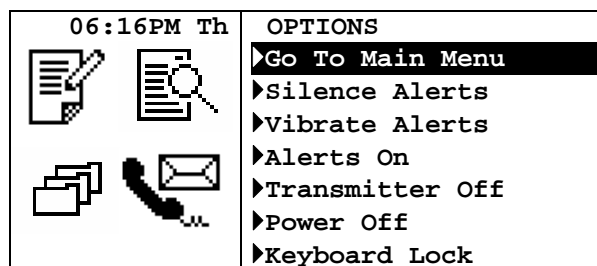 06:16PM Th
OPTIONS
Go To Main Menu
Silence Alerts
Vibrate Alerts
Alerts On
Transmitter Off
Power Off
Keyboard Lock